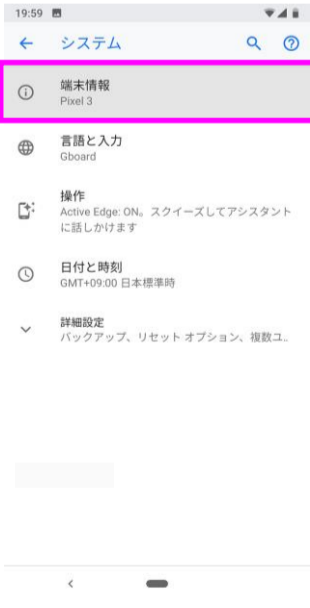 19:59
システム
端末情報
Pixel 3
言語と入力
Gboard
操作
Active Edge: ON。スクイーズしてアシスタント
に話しかけます
日付と時刻
GMT+09:00 日本標準時
詳細設定
バックアップ、リセット オプション、複数ユ..